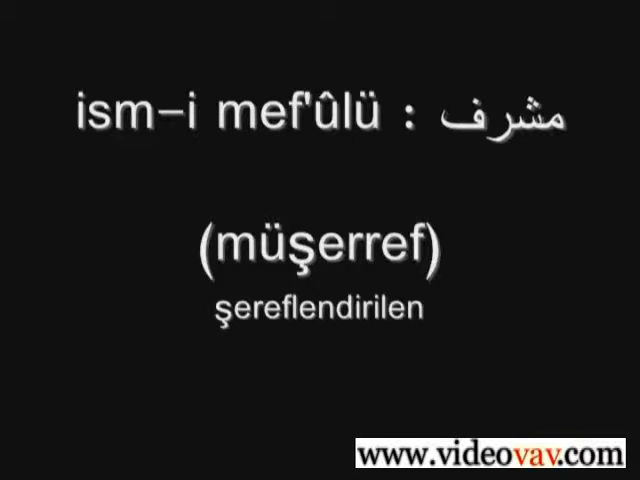 ism-i mef'ûlü : مشرف
(müşerref)
şereflendirilen
www.videovav.com